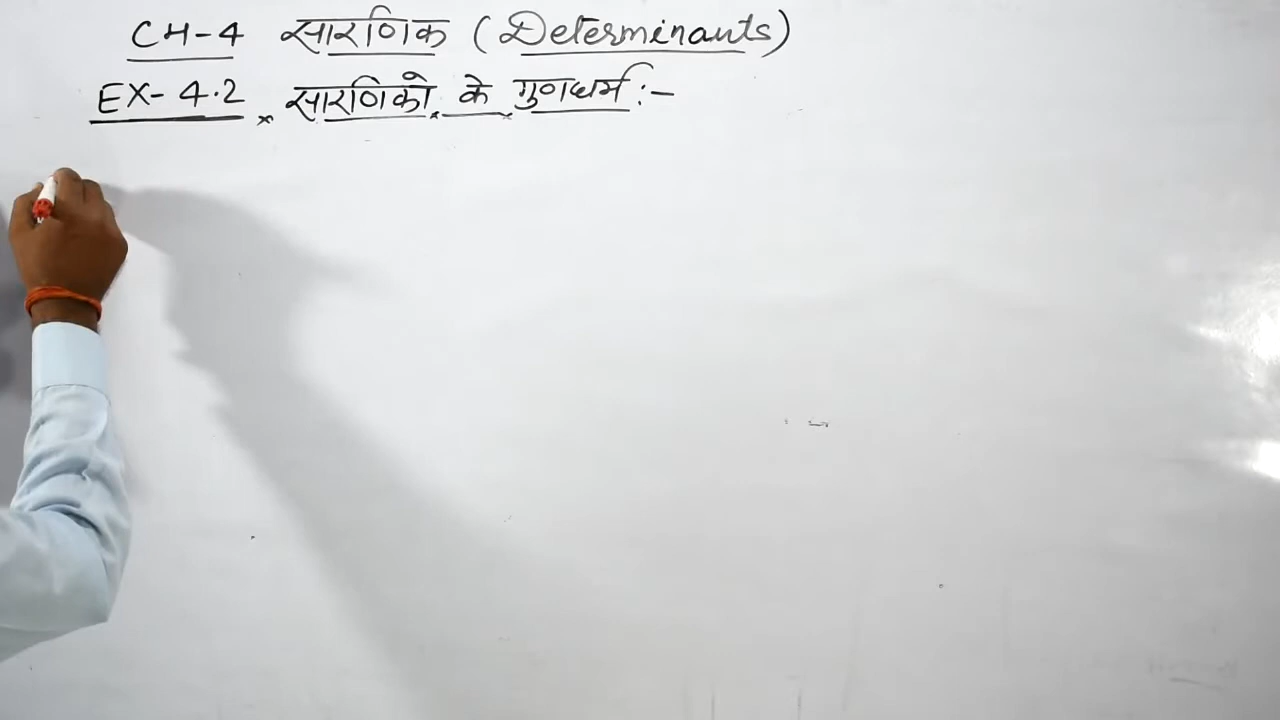 CH-4 सारणिक (Determinants)
EX-4.2 सारणिको के गुणधर्म :-